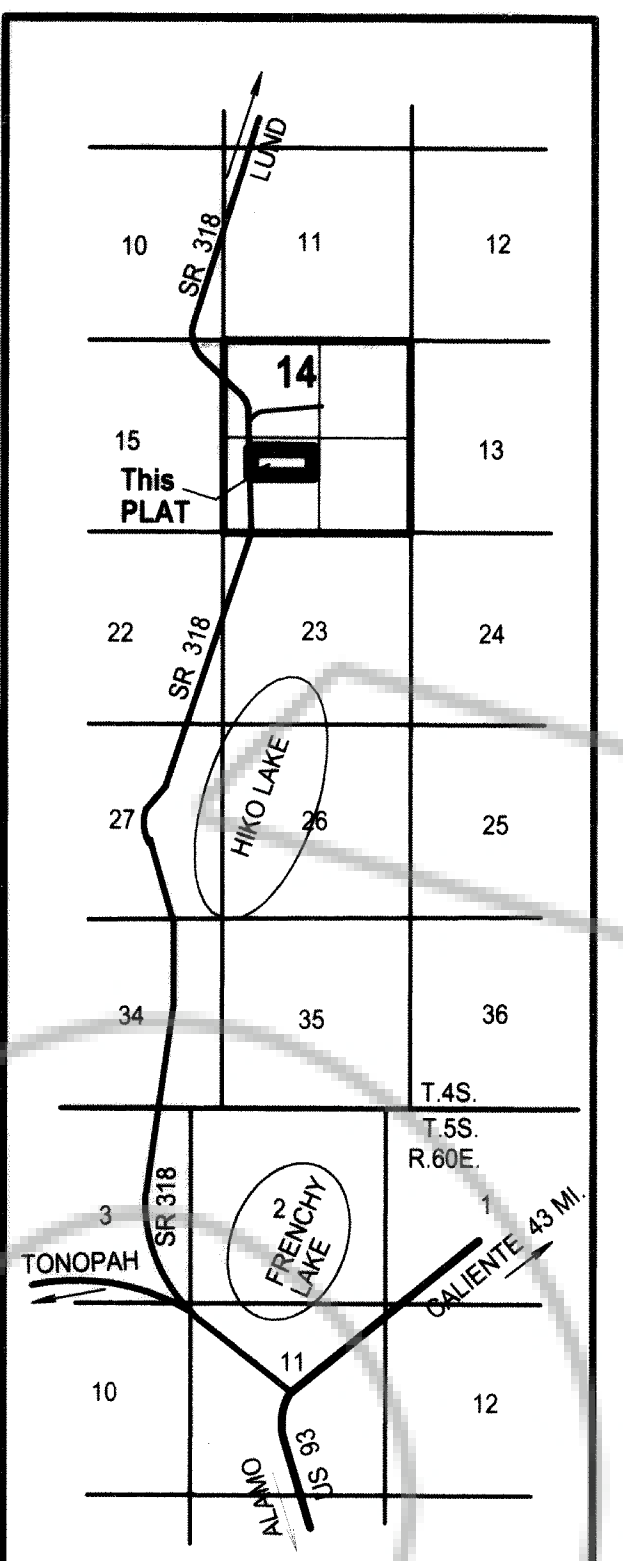 LUND
10
SR 318
11
12
14
15
13
This
PLAT
22
SR 318
23
24
27
HIKO LAKE
26
25
34
35
36
T.4S.
T.5S.
R.60E.
3
SR 318
2
FRENCHY
LAKE
1
TONOPAH
CALIENTE 43 MI.
11
10
12
ALAMO
US 93